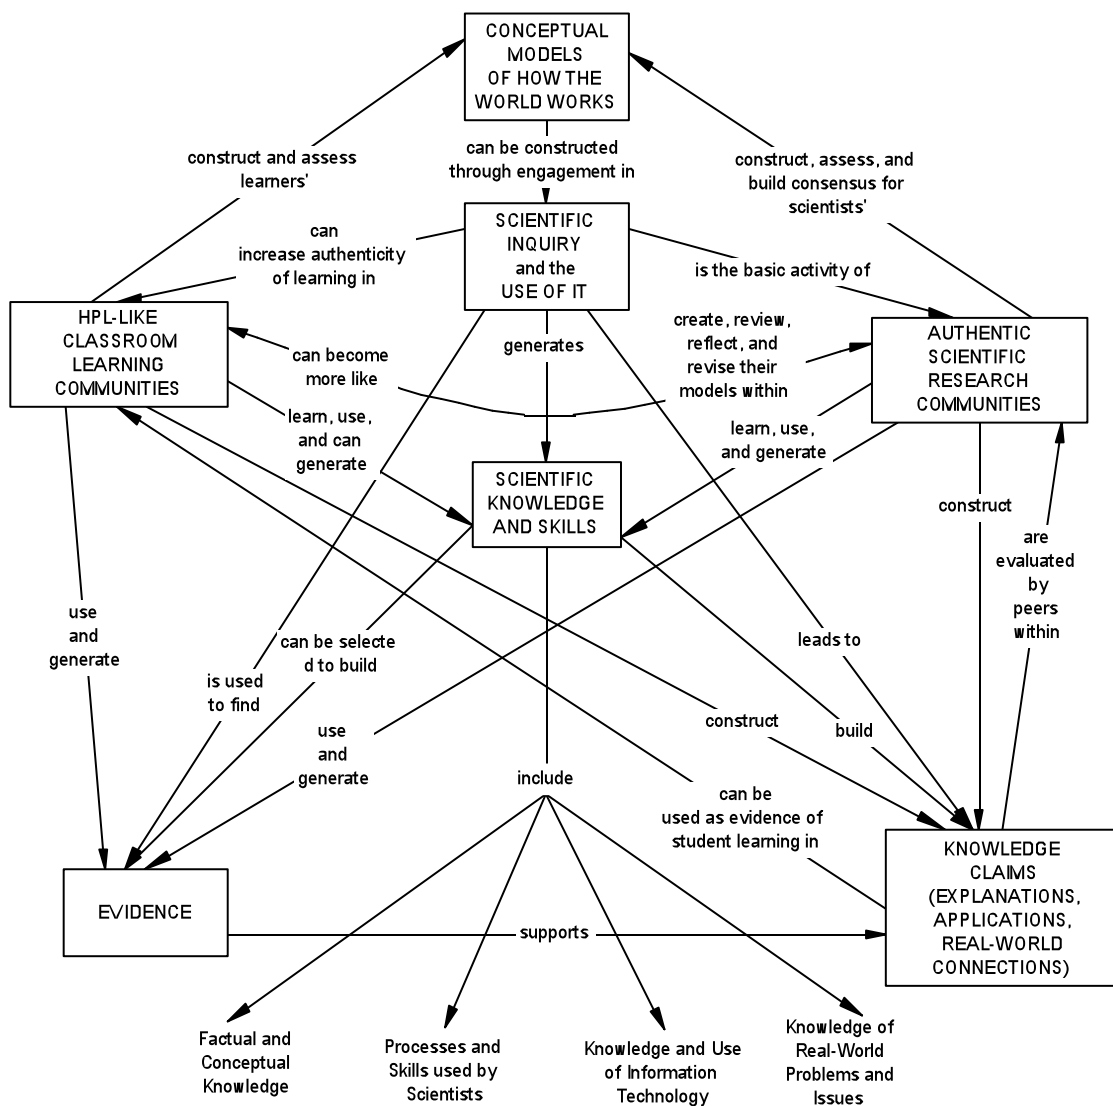 CONCEPTUAL
MODELS
OF HOW THE
WORLD WORKS
can be constructed
through engagement in
construct and assess
learners'
construct, assess, and
build consensus for
scientists'
SCIENTIFIC
INQUIRY
and the
USE OF IT
can
increase authenticity
of learning in
is the basic activity of
HPL-LIKE
CLASSROOM
LEARNING
COMMUNITIES
can become
more like
generates
create, review,
reflect, and
revise their
models within
AUTHENTIC
SCIENTIFIC
RESEARCH
COMMUNITIES
learn, use,
and can
generate
learn, use,
and generate
SCIENTIFIC
KNOWLEDGE
AND SKILLS
construct
are
evaluated
by
peers
within
use
and
generate
can be selecte
d to build
is used
to find
leads to
use
and
generate
construct
build
include
can be
used as evidence of
student learning in
EVIDENCE
supports
KNOWLEDGE
CLAIMS
(EXPLANATIONS,
APPLICATIONS,
REAL-WORLD
CONNECTIONS)
Factual and
Conceptual
Knowledge
Processes and
Skills used by
Scientists
Knowledge and Use
of Information
Technology
Knowledge of
Real-World
Problems and
Issues